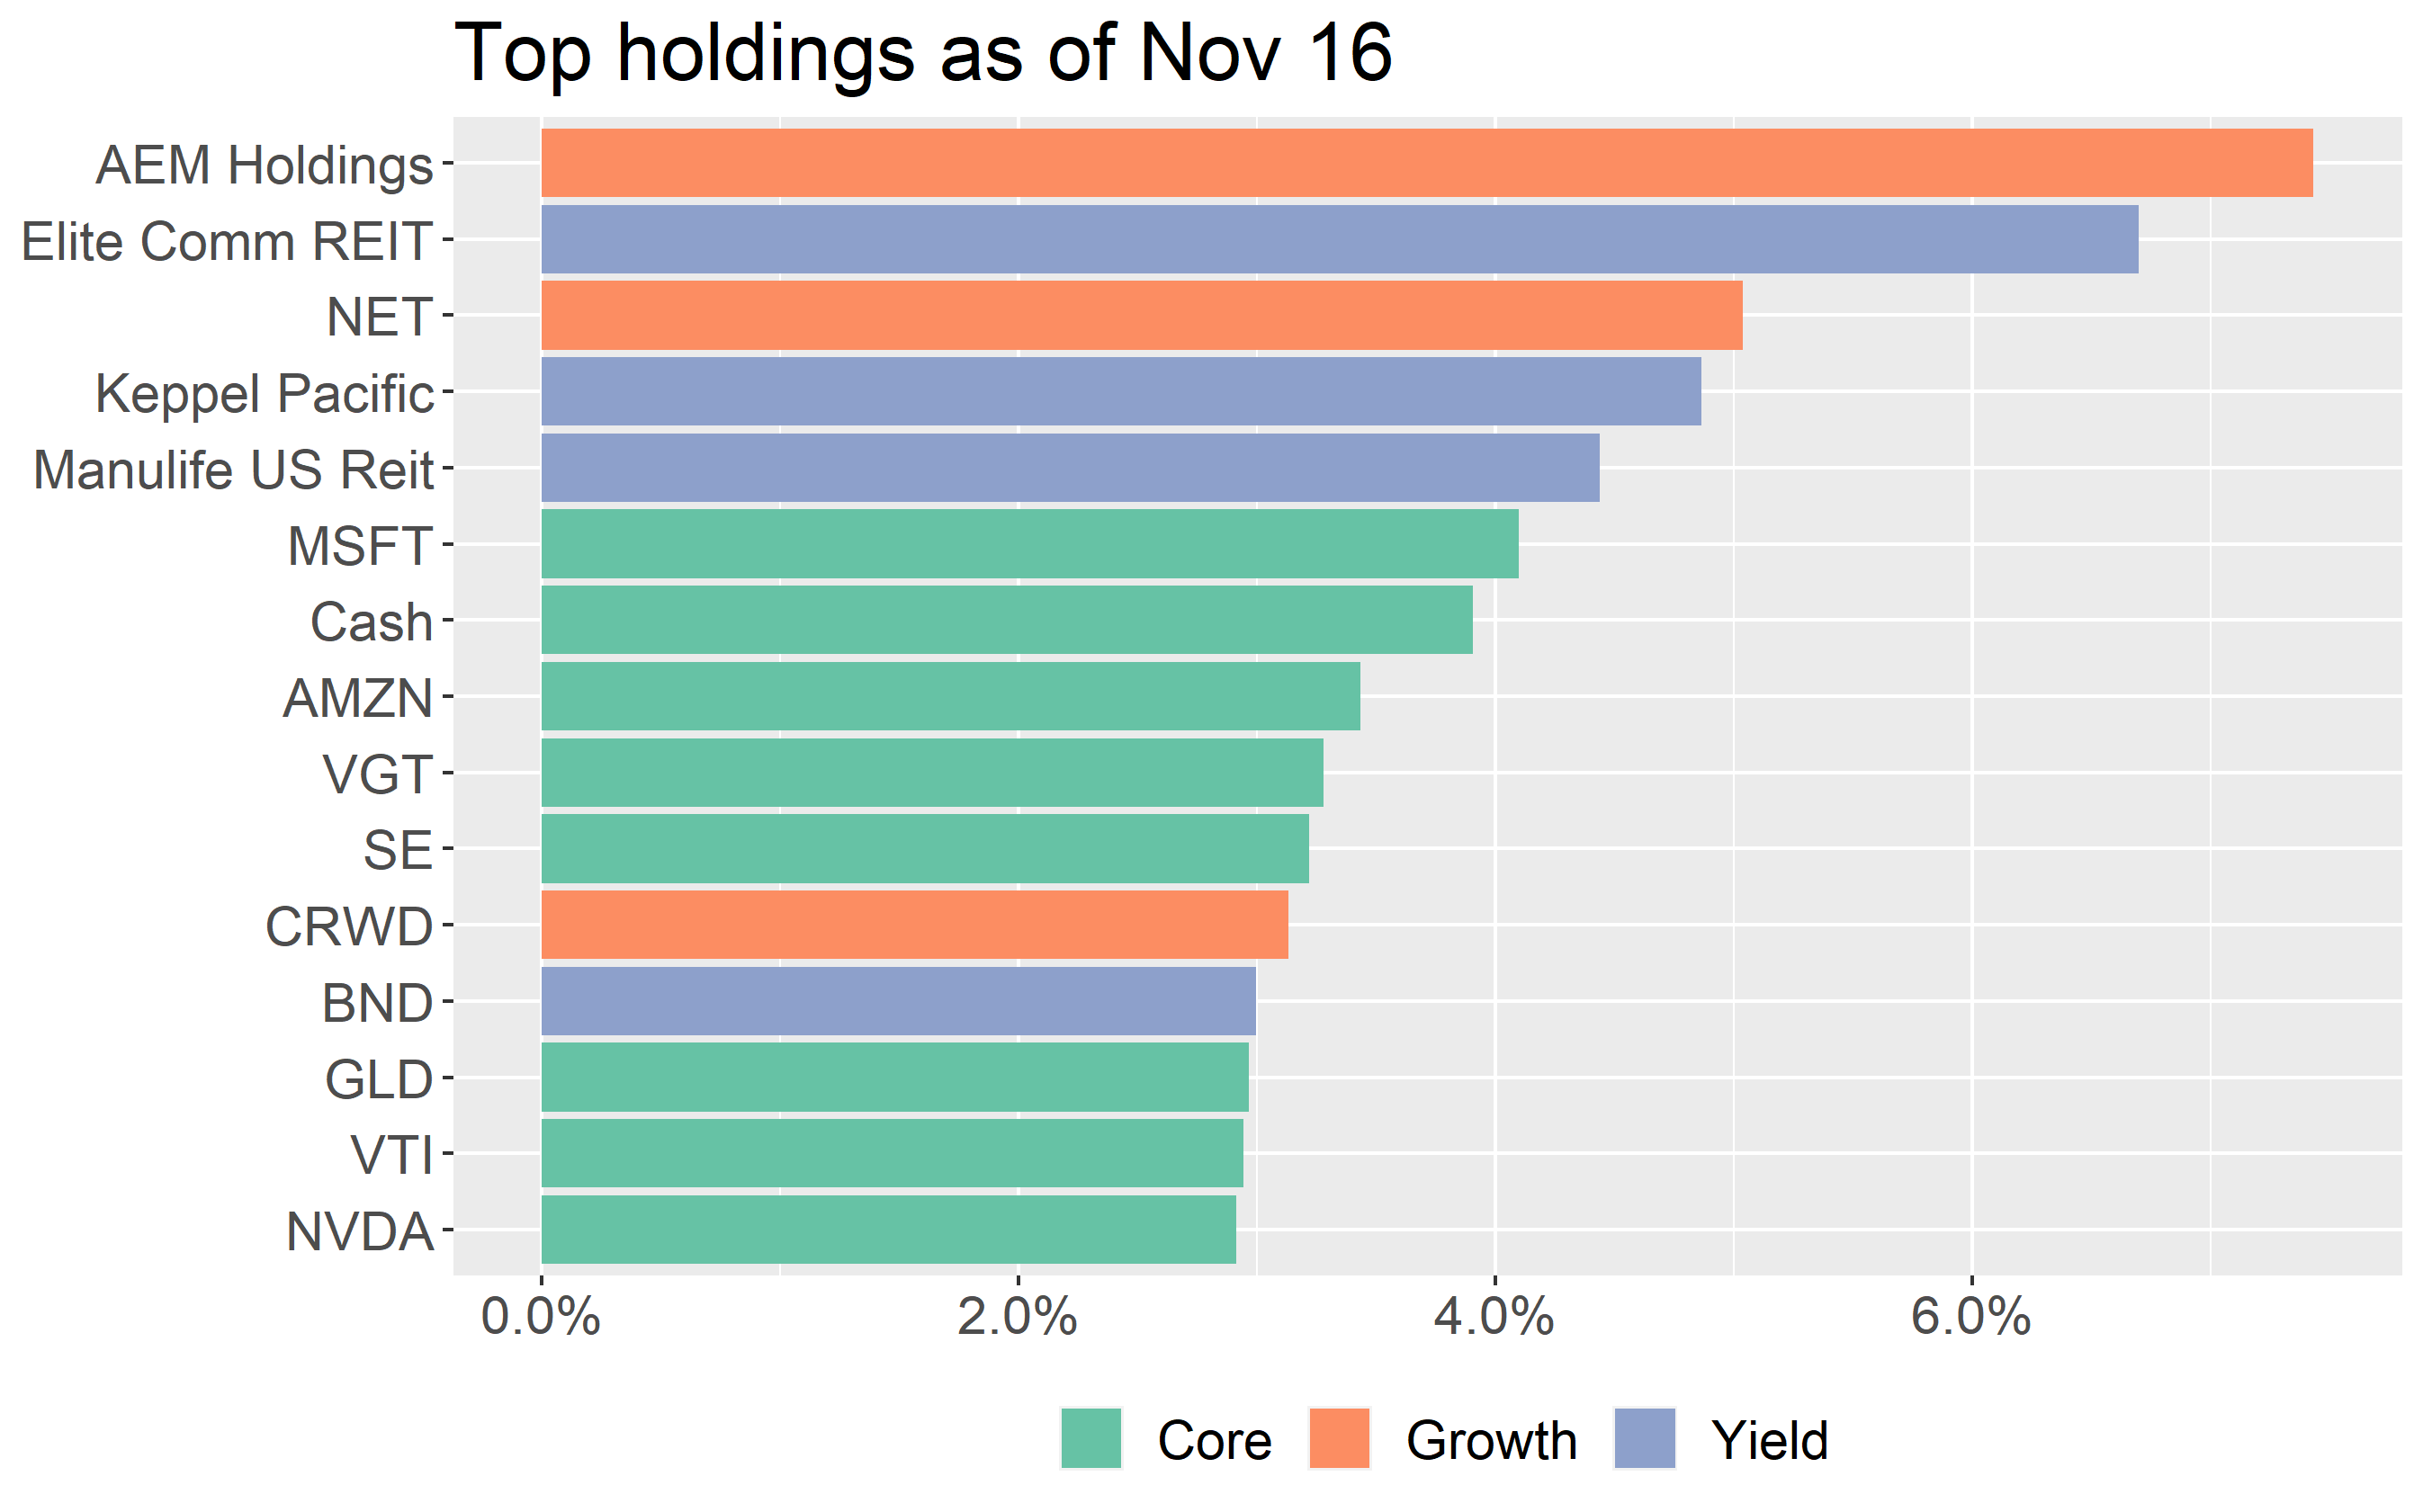 Top holdings as of Nov 16
AEM Holdings
Elite Comm REIT
NET
Keppel Pacific
Manulife US Reit
MSFT
Cash
AMZN
VGT
SE
CRWD
BND
GLD
VTI
NVDA
0.0% 2.0% 4.0% 6.0%
Core Growth Yield